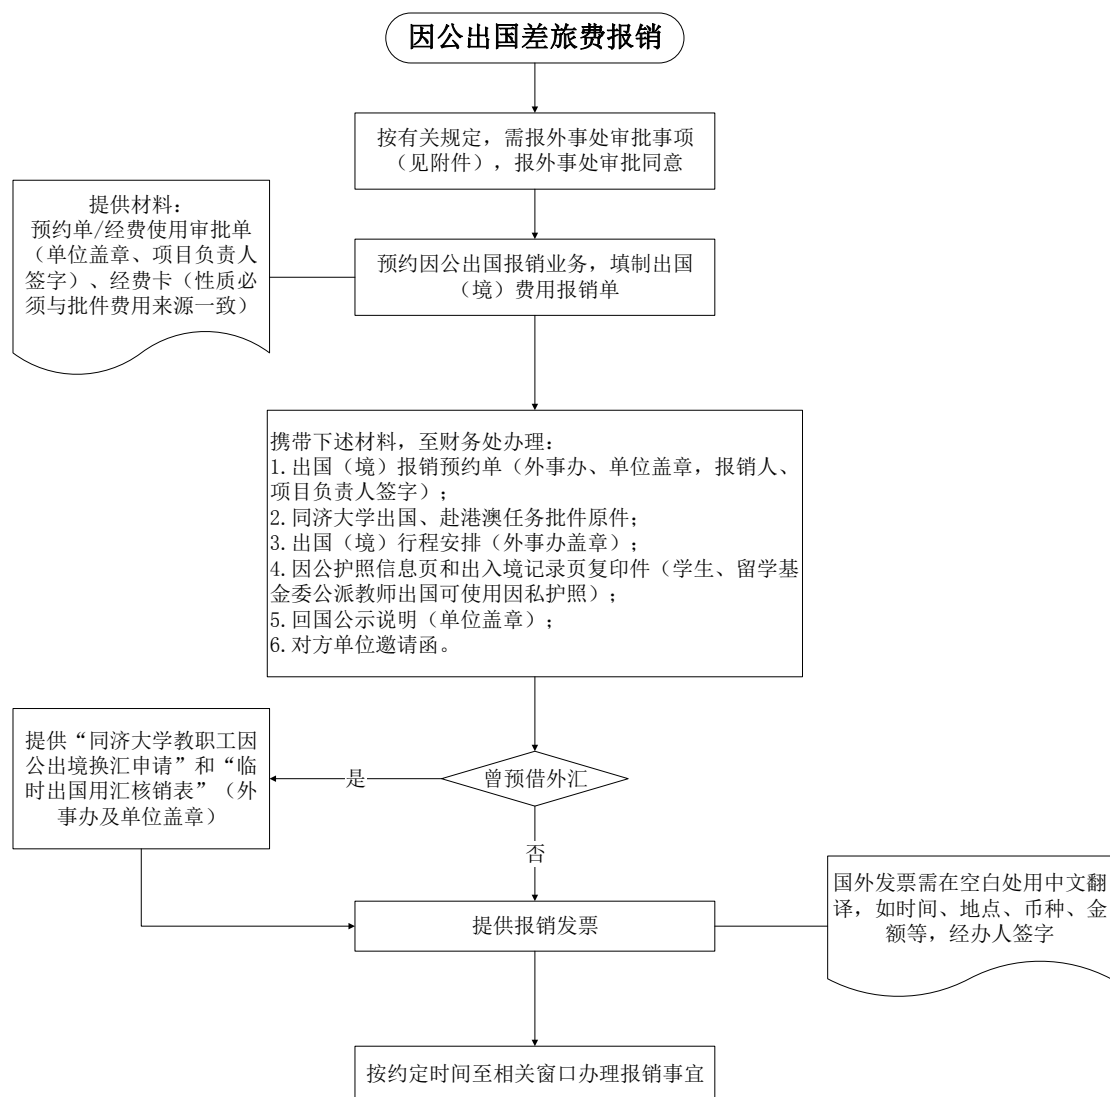 因公出国差旅费报销
按有关规定，需报外事处审批事项
（见附件），报外事处审批同意
提供材料：
预约单/经费使用审批单
（单位盖章、项目负责人
签字）、经费卡（性质必
须与批件费用来源一致）
预约因公出国报销业务，填制出国
（境）费用报销单
携带下述材料，至财务处办理：
1.出国（境）报销预约单（外事办、单位盖章，报销人、
项目负责人签字）；
2.同济大学出国、赴港澳任务批件原件；
3.出国（境）行程安排（外事办盖章）；
4.因公护照信息页和出入境记录页复印件（学生、留学基
金委公派教师出国可使用因私护照）；
5.回国公示说明（单位盖章）；
6.对方单位邀请函。
提供“同济大学教职工因
公出境换汇申请”和“临
时出国用汇核销表”（外
事办及单位盖章）
是
曾预借外汇
否
国外发票需在空白处用中文翻
译，如时间、地点、币种、金
额等，经办人签字
提供报销发票
按约定时间至相关窗口办理报销事宜